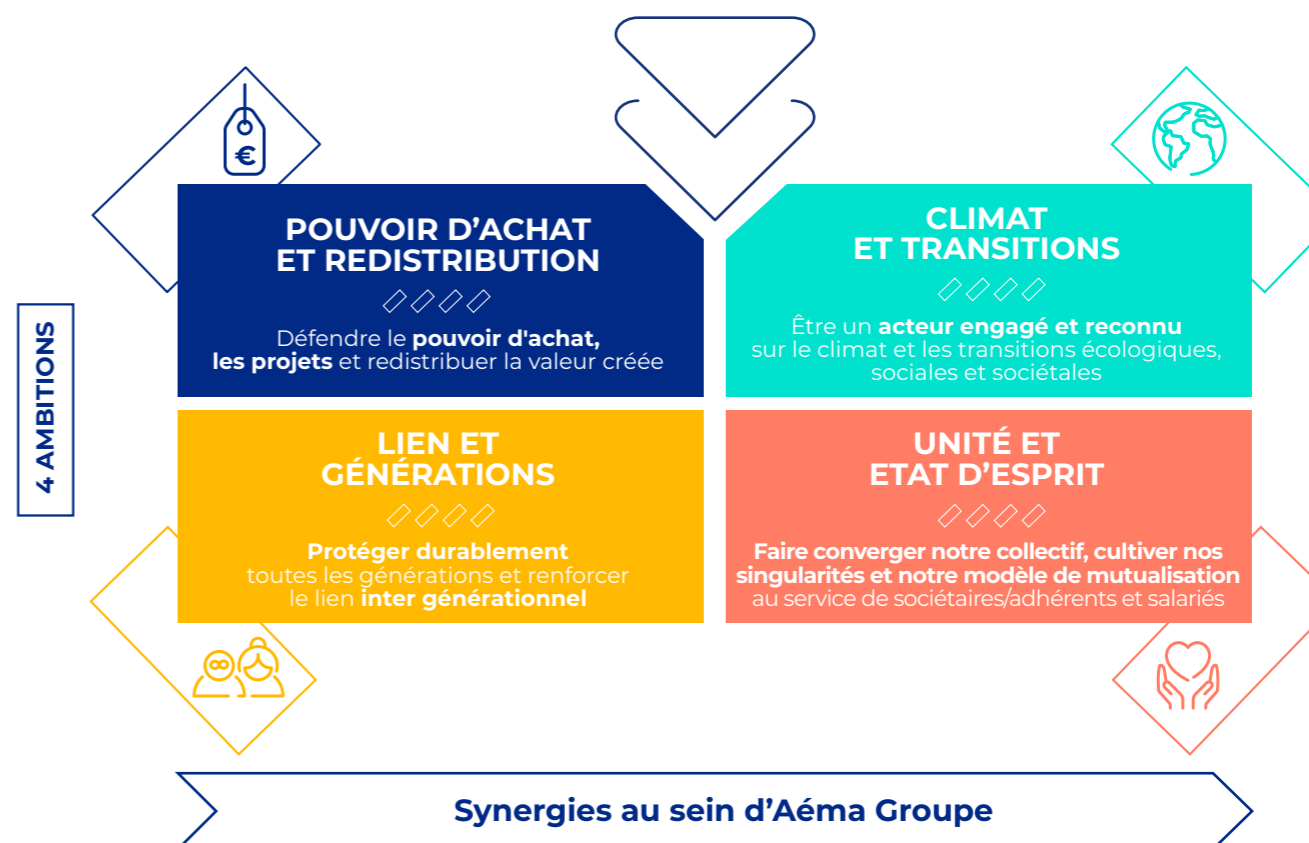 €
POUVOIR D’ACHAT
ET REDISTRIBUTION
Défendre le pouvoir d'achat,
les projets et redistribuer la valeur créée
CLIMAT
ET TRANSITIONS
Être un acteur engagé et reconnu
sur le climat et les transitions écologiques,
sociales et sociétales
4 AMBITIONS
LIEN ET
GÉNÉRATIONS
Protéger durablement
toutes les générations et renforcer
le lien inter générationnel
UNITÉ ET
ETAT D’ESPRIT
Faire converger notre collectif, cultiver nos
singularités et notre modèle de mutualisation
au service de sociétaires/adhérents et salariés
Synergies au sein d’Aéma Groupe